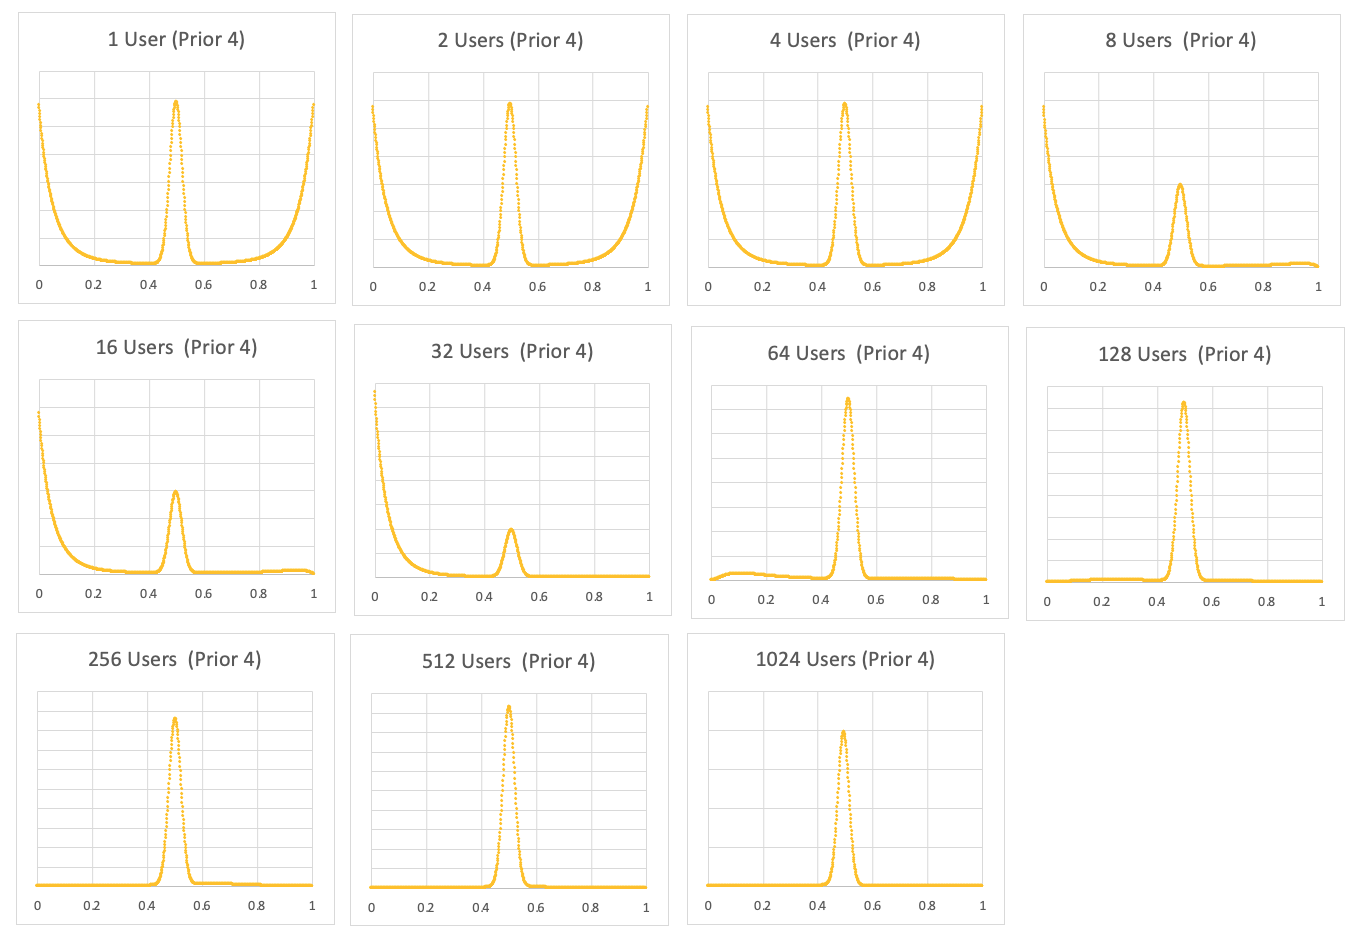 1 User (Prior 4)
0 0.2 0.4 0.6 0.8 1
2 Users (Prior 4)
0 0.2 0.4 0.6 0.8 1
4 Users  (Prior 4)
0 0.2 0.4 0.6 0.8 1
8 Users  (Prior 4)
0 0.2 0.4 0.6 0.8 1
16 Users  (Prior 4)
0 0.2 0.4 0.6 0.8 1
32 Users  (Prior 4)
0 0.2 0.4 0.6 0.8 1
64 Users  (Prior 4)
0 0.2 0.4 0.6 0.8 1
128 Users  (Prior 4)
0 0.2 0.4 0.6 0.8 1
256 Users  (Prior 4)
0 0.2 0.4 0.6 0.8 1
512 Users  (Prior 4)
0 0.2 0.4 0.6 0.8 1
1024 Users (Prior 4)
0 0.2 0.4 0.6 0.8 1